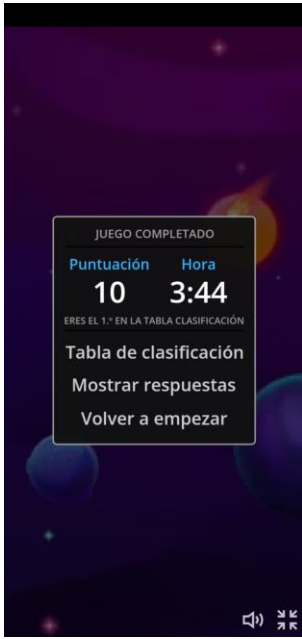 JUEGO COMPLETADO
Puntuación Hora
10 3:44
ERES EL 1.º EN LA TABLA CLASIFICACIÓN
Tabla de clasificación
Mostrar respuestas
Volver a empezar